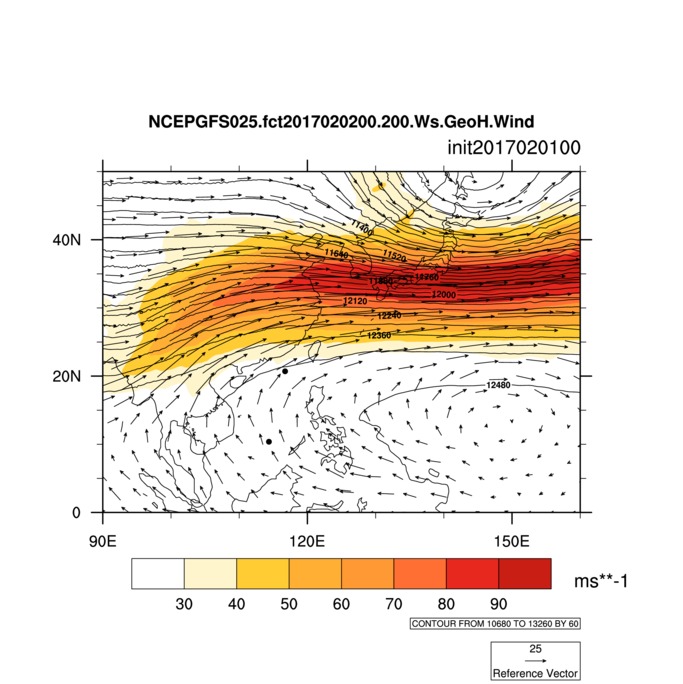 NCEPGFS025.fct2017020200.200.Ws.GeoH.Wind
init2017020100
11400
11640
11520
11880
11760
12000
12120
12240
12360
12480
40N
20N
0
90E 120E 150E
30 40 50 60 70 80 90
ms**-1
CONTOUR FROM 10680 TO 13260 BY 60
25
Reference Vector